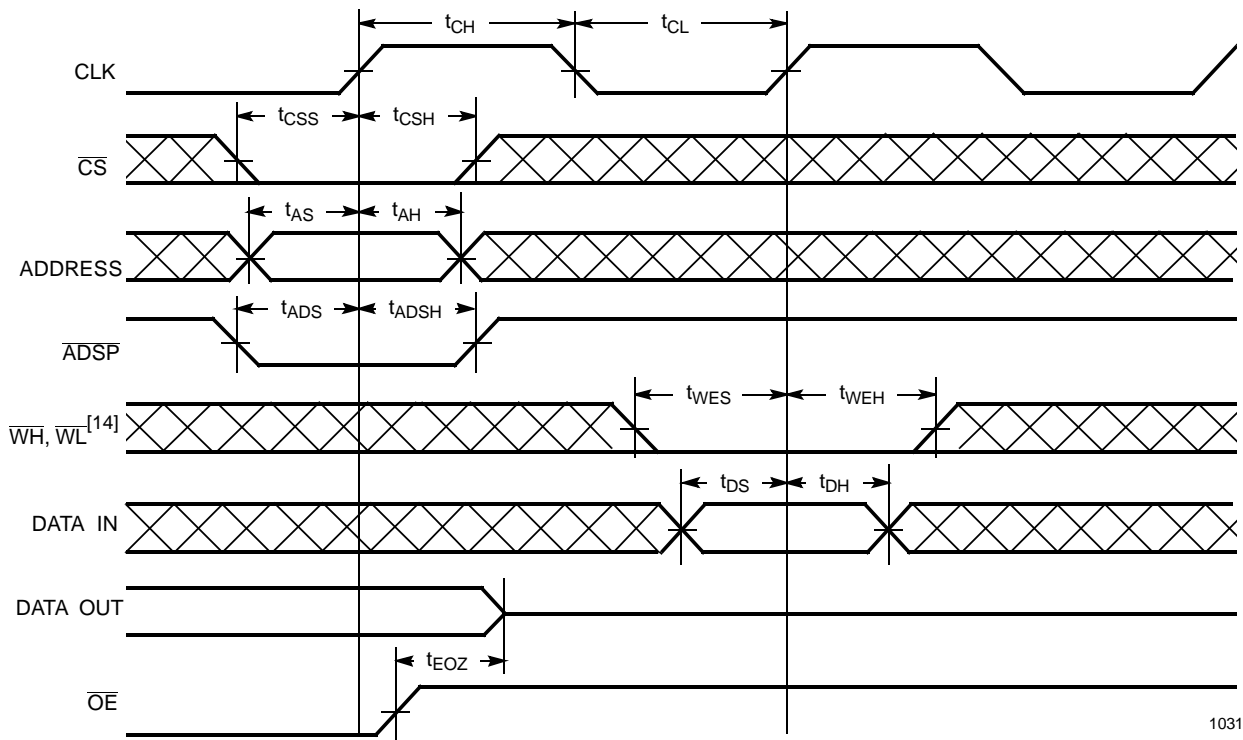 tCH tCL
CLK
tCSS tCSH
CS
tAS tAH
ADDRESS
tADS tADSH
ADSP
tWES tWEH
WH, WL[14]
tDS tDH
DATA IN
DATA OUT
tEOZ
OE
1031